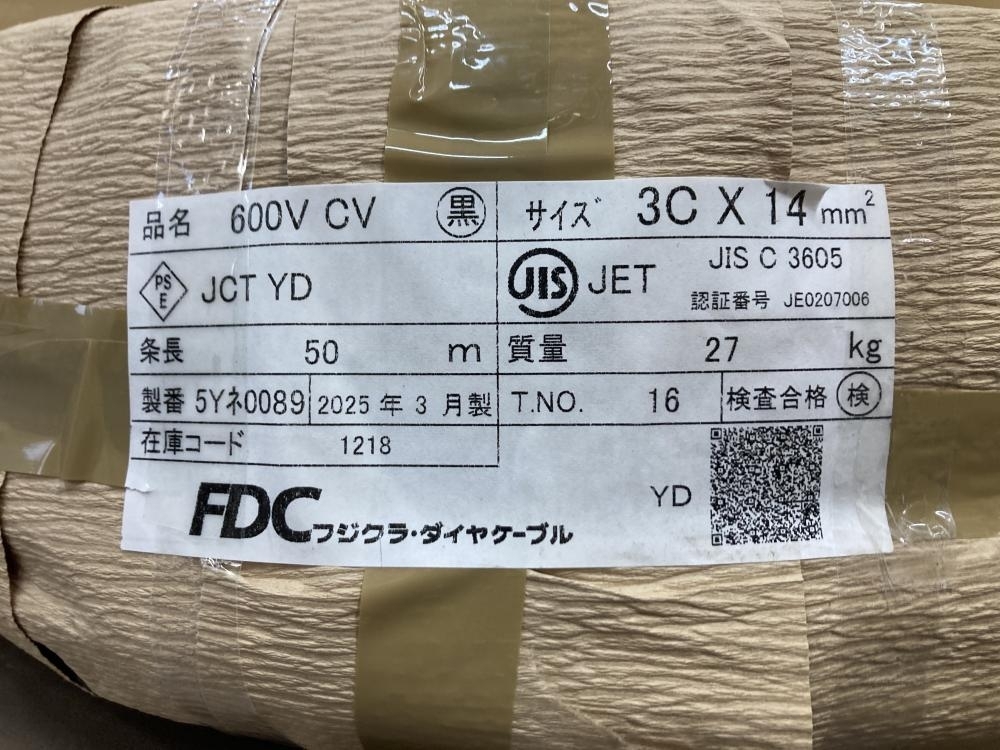 品名 600V CV 黒 サイズ 3C X 14 mm²
PS E JCT YD JIS JET JIS C 3605
認証番号 JE0207006
条長 50 m 質量 27 kg
製番 5Yネ0089 2025 年 3 月製 T.NO. 16 検査合格 検
在庫コード 1218
FDC フジクラ・ダイヤケーブル YD